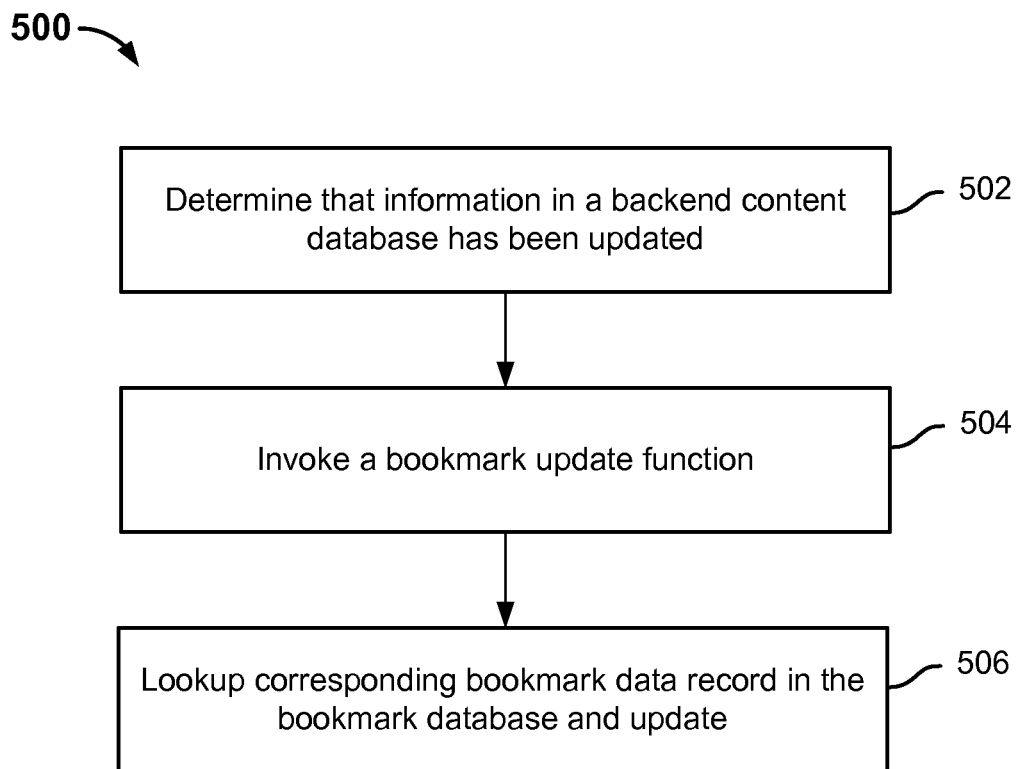 500
Determine that information in a backend content
database has been updated
502
Invoke a bookmark update function
504
Lookup corresponding bookmark data record in the
bookmark database and update
506